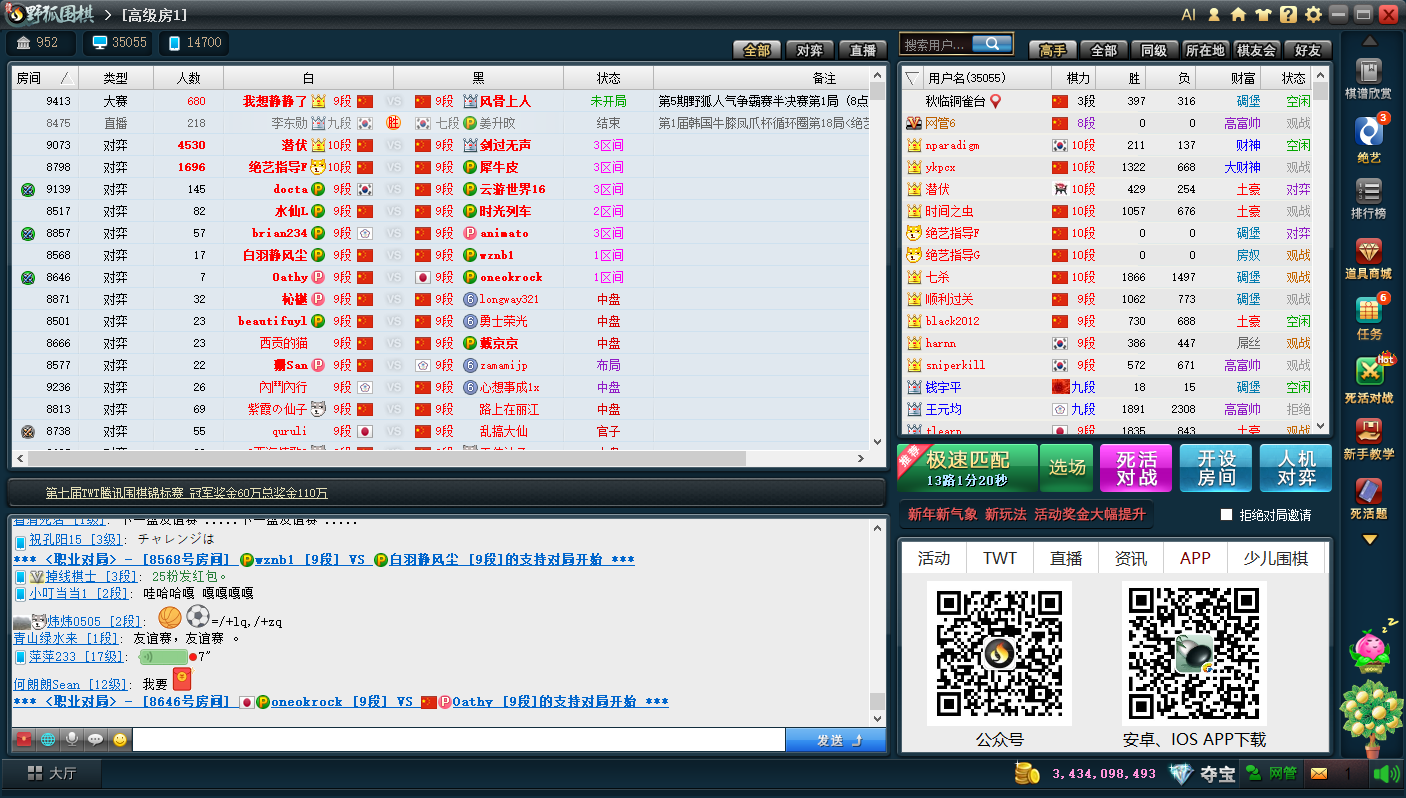 野狐围棋 > [高级房1]
AI
952 35055 14700
全部 对弈 直播
搜索用户...
高手 全部 同级 所在地 棋友会 好友
房间 类型 人数 白 黑 状态 备注
9413 大赛 680 我想静静了 9段 VS 9段 风骨上人 未开局 第5期野狐人气争霸赛半决赛第1局 (8点
8475 直播 218 李东勋 九段 胜 七段 P 姜升旼 结束 第1届韩国牛膝凤爪杯循环圈第18局<绝艺
9073 对弈 4530 潜伏 10段 VS 9段 剑过无声 3区间
8798 对弈 1696 绝艺指导F 10段 VS 9段 P 犀牛皮 3区间
9139 对弈 145 docta P 9段 VS 9段 P 云游世界16 3区间
8517 对弈 82 水仙L P 9段 VS 9段 P 时光列车 2区间
8857 对弈 57 brian234 P 9段 VS 9段 P animato 3区间
8568 对弈 17 白羽静风尘 P 9段 VS 9段 P wznb1 1区间
8646 对弈 7 Oathy P 9段 VS 9段 P oneokrock 1区间
8871 对弈 32 P 9段 VS 9段 6 longway321 中盘
8501 对弈 23 beautifuyl P 9段 VS 9段 6 勇士荣光 中盘
8666 对弈 23 西贡的猫 9段 VS 9段 P 戴京京 中盘
8577 对弈 22 珊San P 9段 VS 9段 6 zamamijp 布局
9236 对弈 26 內鬥內行 9段 VS 9段 6 心想事成1x 中盘
8813 对弈 69 紫霞の仙子 9段 VS 9段 路上在丽江 中盘
8738 对弈 55 quruli 9段 VS 9段 乱搞大仙 官子
用户名(35055) 棋力 胜 负 财富 状态
秋临铜雀台 3段 397 316 碉堡 空闲
网管6 8段 0 0 高富帅 观战
nparadigm 10段 211 137 财神 空闲
ykpcx 10段 1322 668 大财神 观战
潜伏 10段 429 254 土豪 对弈
时间之虫 10段 1057 676 土豪 观战
绝艺指导F 10段 0 0 碉堡 对弈
绝艺指导G 10段 0 0 房奴 观战
七杀 10段 1866 1497 碉堡 观战
顺利过关 9段 1062 773 碉堡 观战
black2012 9段 730 688 土豪 空闲
harnn 9段 386 447 屌丝 观战
sniperkill 9段 572 671 高富帅 观战
钱宇平 九段 18 15 碉堡 空闲
王元均 九段 1891 2308 高富帅 拒绝
tlearn 9段 1835 843 土豪 观战
推荐
极速匹配
13路1分20秒
选场
死活
对战
开设
房间
人机
对弈
新年新气象 新玩法 活动奖金大幅提升
拒绝对局邀请
活动 TWT 直播 资讯 APP 少儿围棋
公众号
安卓、IOS APP下载
第七届TWT腾讯围棋锦标赛 冠军奖金60万总奖金110万
祝孔阳15 [3级]: チャレンジは
*** <职业对局> - [8568号房间] P wznb1 [9段] VS P 白羽静风尘 [9段]的支持对局开始 ***
掉线棋士 [3段]: 25粉发红包。
小叮当当1 [2段]: 哇哈哈嘎 嘎嘎嘎嘎
炜炜0505 [2段]: =/+lq,/+zq
青山绿水来 [1段]: 友谊赛，友谊赛 。
萍萍233 [17级]: 7″
何朗朗Sean [12级]: 我要
*** <职业对局> - [8646号房间] P oneokrock [9段] VS P Oathy [9段]的支持对局开始 ***
发送
棋谱欣赏
3
绝艺
排行榜
道具商城
6
任务
Hot
死活对战
新手教学
死活题
大厅
3,434,098,493 夺宝 网管 1